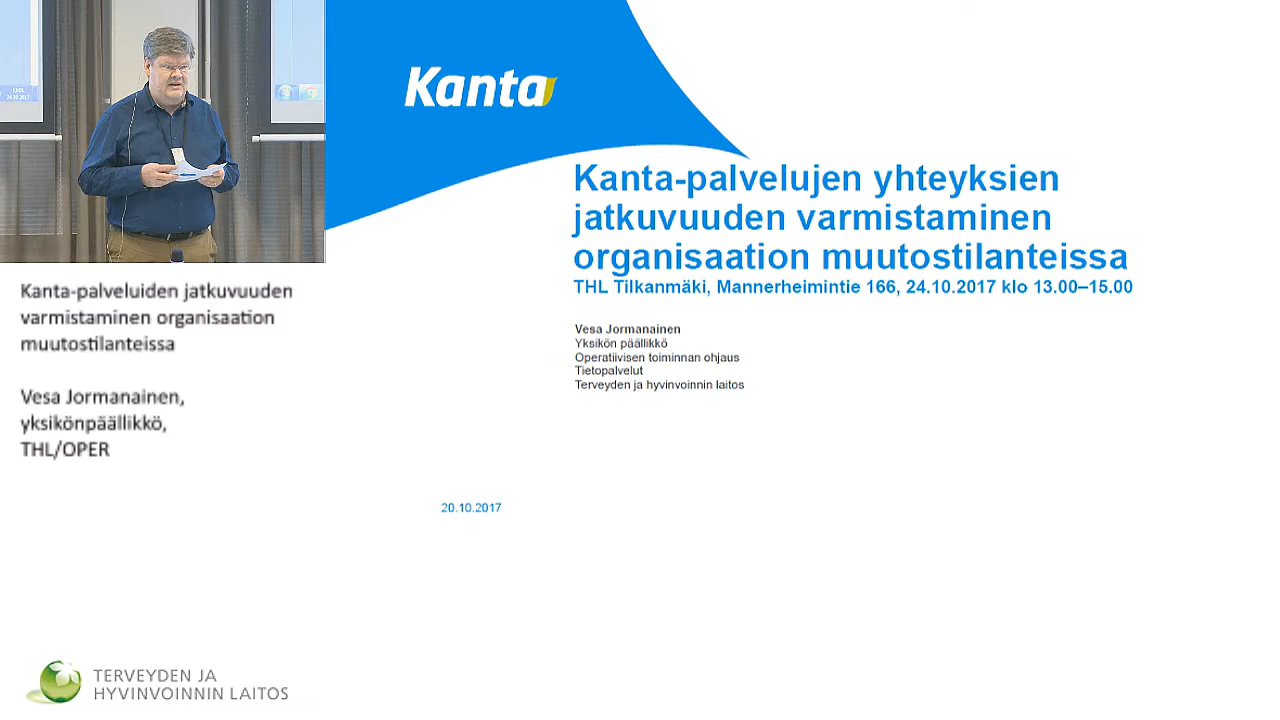 Kanta
Kanta-palvelujen yhteyksien
jatkuvuuden varmistaminen
organisaation muutostilanteissa
THL Tilkanmäki, Mannerheimintie 166, 24.10.2017 klo 13.00–15.00
Vesa Jormanainen
Yksikön päällikkö
Operatiivisen toiminnan ohjaus
Tietopalvelut
Terveyden ja hyvinvoinnin laitos
20.10.2017
Kanta-palveluiden jatkuvuuden
varmistaminen organisaation
muutostilanteissa
Vesa Jormanainen,
yksikönpäällikkö,
THL/OPER
TERVEYDEN JA
HYVINVOINNIN LAITOS